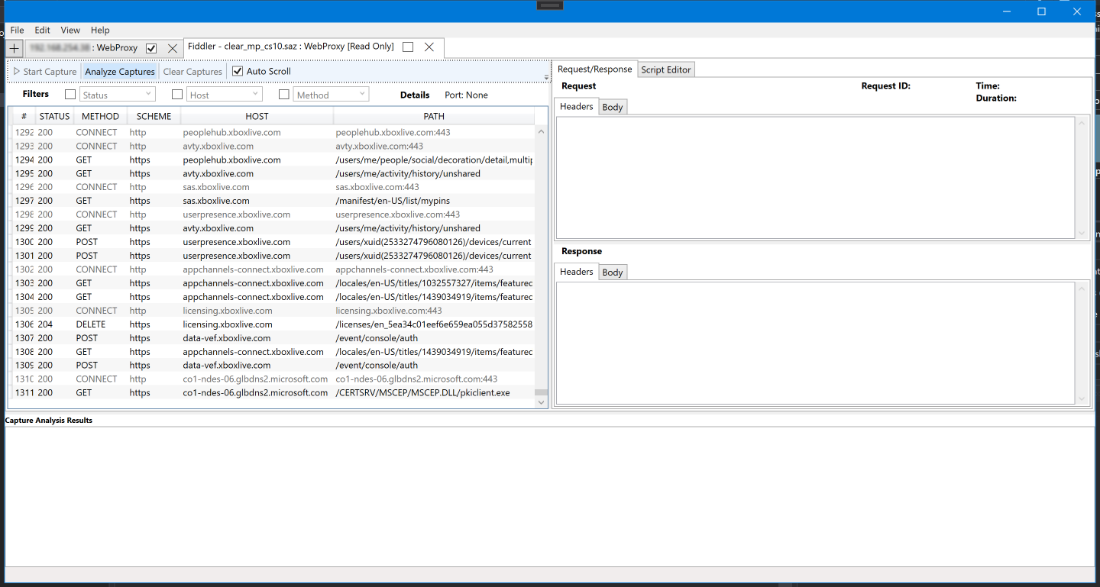 File Edit View Help
: WebProxy
Fiddler - clear_mp_cs10.saz : WebProxy [Read Only]
Start Capture Analyze Captures Clear Captures Auto Scroll
Filters Status Host Method Details Port: None
# STATUS METHOD SCHEME HOST PATH
1292 200 CONNECT http peoplehub.xboxlive.com peoplehub.xboxlive.com:443
1293 200 CONNECT http avty.xboxlive.com avty.xboxlive.com:443
1294 200 GET https peoplehub.xboxlive.com /users/me/people/social/decoration/detail,multip
1295 200 GET https avty.xboxlive.com /users/me/activity/history/unshared
1296 200 CONNECT http sas.xboxlive.com sas.xboxlive.com:443
1297 200 GET https sas.xboxlive.com /manifest/en-US/list/mypins
1298 200 CONNECT http userpresence.xboxlive.com userpresence.xboxlive.com:443
1299 200 GET https avty.xboxlive.com /users/me/activity/history/unshared
1300 200 POST https userpresence.xboxlive.com /users/xuid(2533274796080126)/devices/current
1301 200 POST https userpresence.xboxlive.com /users/xuid(2533274796080126)/devices/current
1302 200 CONNECT http appchannels-connect.xboxlive.com appchannels-connect.xboxlive.com:443
1303 200 GET https appchannels-connect.xboxlive.com /locales/en-US/titles/1032557327/items/featured
1304 200 GET https appchannels-connect.xboxlive.com /locales/en-US/titles/1439034919/items/featured
1305 200 CONNECT http licensing.xboxlive.com licensing.xboxlive.com:443
1306 204 DELETE https licensing.xboxlive.com /licenses/en_5ea34c01eef6e659ea055d37582558
1307 200 POST https data-vef.xboxlive.com /event/console/auth
1308 200 GET https appchannels-connect.xboxlive.com /locales/en-US/titles/1439034919/items/featured
1309 200 POST https data-vef.xboxlive.com /event/console/auth
1310 200 CONNECT http co1-ndes-06.glbdns2.microsoft.com co1-ndes-06.glbdns2.microsoft.com:443
1311 200 GET https co1-ndes-06.glbdns2.microsoft.com /CERTSRV/MSCEP/MSCEP.DLL/pkiclient.exe
Request/Response Script Editor
Request Request ID: Time:
Duration:
Headers Body
Response
Headers Body
Capture Analysis Results